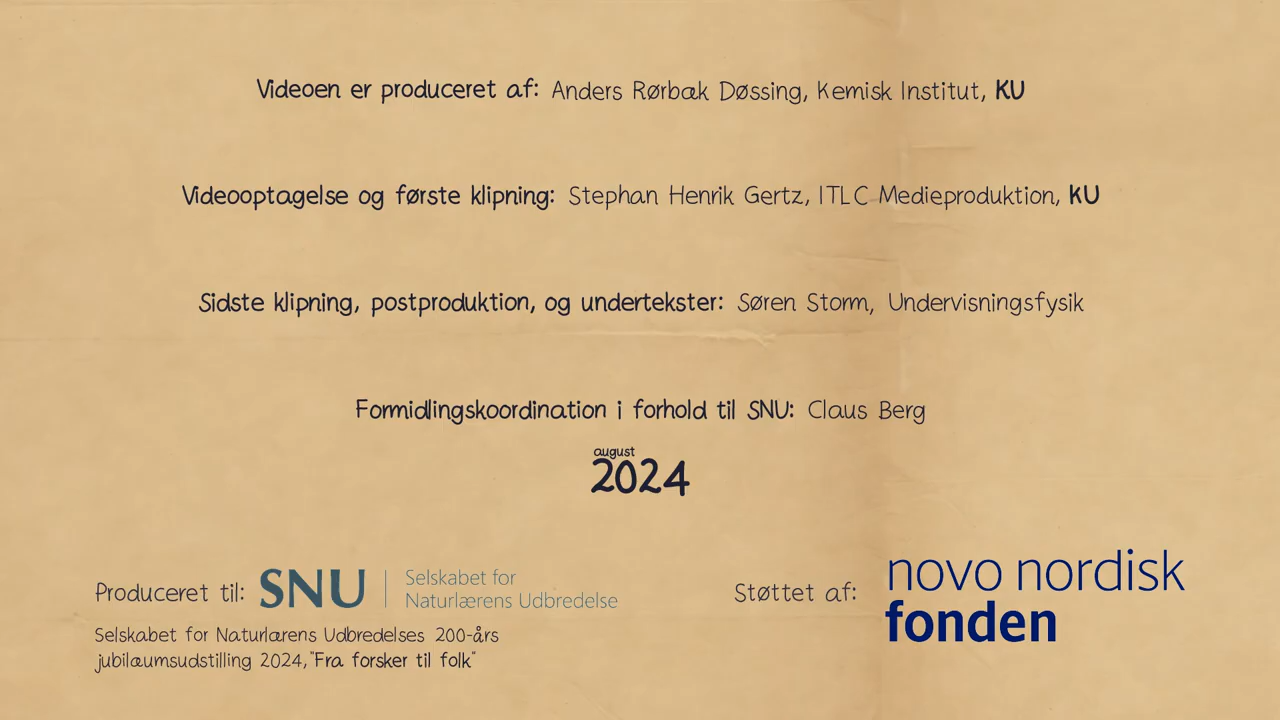 Videoen er produceret af: Anders Rørbæk Døssing, Kemisk Institut, KU
Videooptagelse og første klipning: Stephan Henrik Gertz, ITLC Medieproduktion, KU
Sidste klipning, postproduktion, og undertekster: Søren Storm, Undervisningsfysik
Formidlingskoordination i forhold til SNU: Claus Berg
august
2024
Produceret til: SNU | Selskabet for
Naturlærens Udbredelse
Selskabet for Naturlærens Udbredelses 200-års
jubilæumsudstilling 2024, "Fra forsker til folk"
Støttet af: novo nordisk
fonden